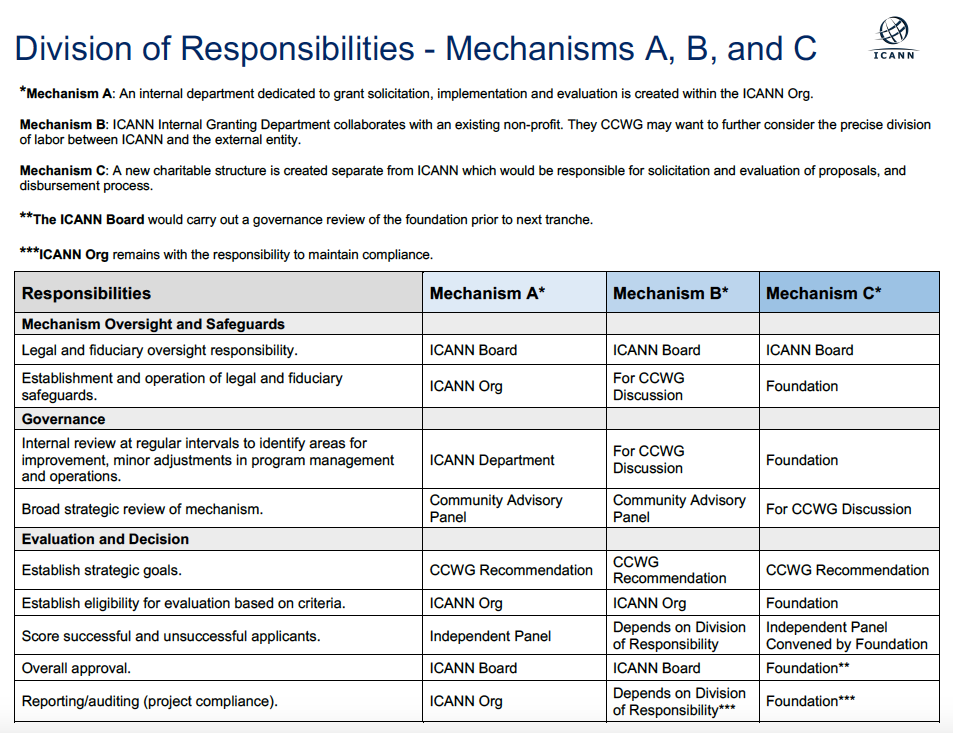 Division of Responsibilities - Mechanisms A, B, and C
ICANN
*Mechanism A: An internal department dedicated to grant solicitation, implementation and evaluation is created within the ICANN Org.
Mechanism B: ICANN Internal Granting Department collaborates with an existing non-profit. They CCWG may want to further consider the precise division
of labor between ICANN and the external entity.
Mechanism C: A new charitable structure is created separate from ICANN which would be responsible for solicitation and evaluation of proposals, and
disbursement process.
**The ICANN Board would carry out a governance review of the foundation prior to next tranche.
***ICANN Org remains with the responsibility to maintain compliance.
Responsibilities Mechanism A* Mechanism B* Mechanism C*
Mechanism Oversight and Safeguards
Legal and fiduciary oversight responsibility. ICANN Board ICANN Board ICANN Board
Establishment and operation of legal and fiduciary
safeguards.
ICANN Org
For CCWG
Discussion
Foundation
Governance
Internal review at regular intervals to identify areas for
improvement, minor adjustments in program management
and operations.
ICANN Department
For CCWG
Discussion
Foundation
Broad strategic review of mechanism.
Community Advisory
Panel
Community Advisory
Panel
For CCWG Discussion
Evaluation and Decision
Establish strategic goals.
CCWG Recommendation
CCWG
Recommendation
CCWG Recommendation
Establish eligibility for evaluation based on criteria. ICANN Org ICANN Org Foundation
Score successful and unsuccessful applicants.
Independent Panel
Depends on Division
of Responsibility
Independent Panel
Convened by Foundation
Overall approval. ICANN Board ICANN Board Foundation**
Reporting/auditing (project compliance).
ICANN Org
Depends on Division
of Responsibility***
Foundation***